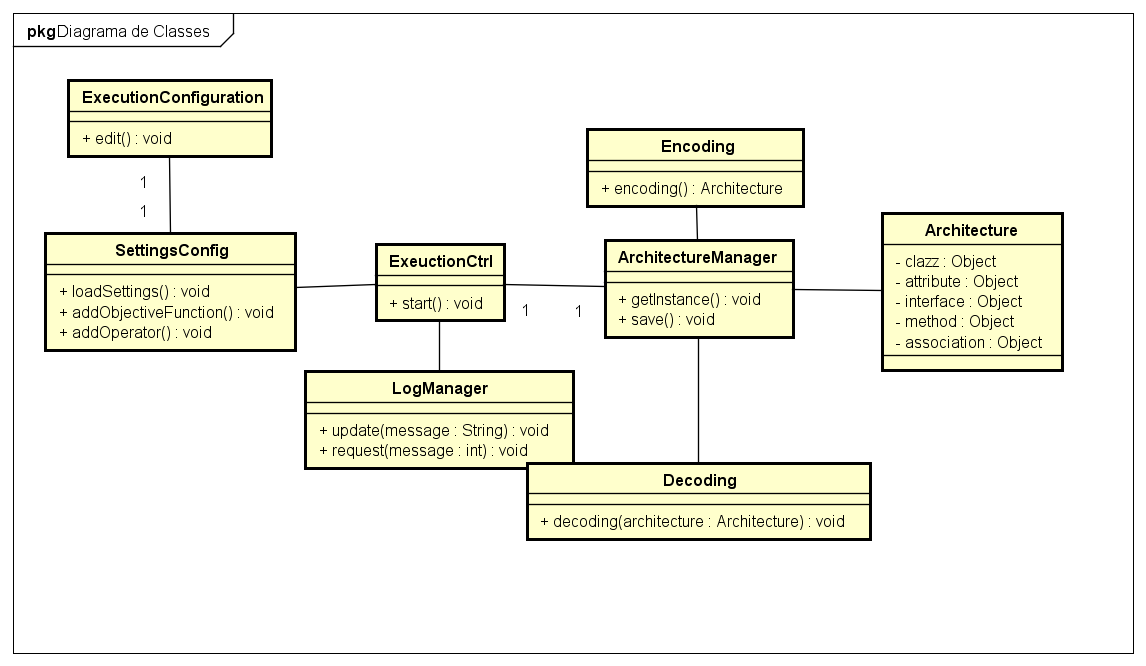 pkg Diagrama de Classes
ExecutionConfiguration
+ edit() : void
1
1
SettingsConfig
+ loadSettings() : void
+ addObjectiveFunction() : void
+ addOperator() : void
ExeuctionCtrl
+ start() : void
1
1
LogManager
+ update(message : String) : void
+ request(message : int) : void
Encoding
+ encoding() : Architecture
ArchitectureManager
+ getInstance() : void
+ save() : void
Decoding
+ decoding(architecture : Architecture) : void
Architecture
- clazz : Object
- attribute : Object
- interface : Object
- method : Object
- association : Object